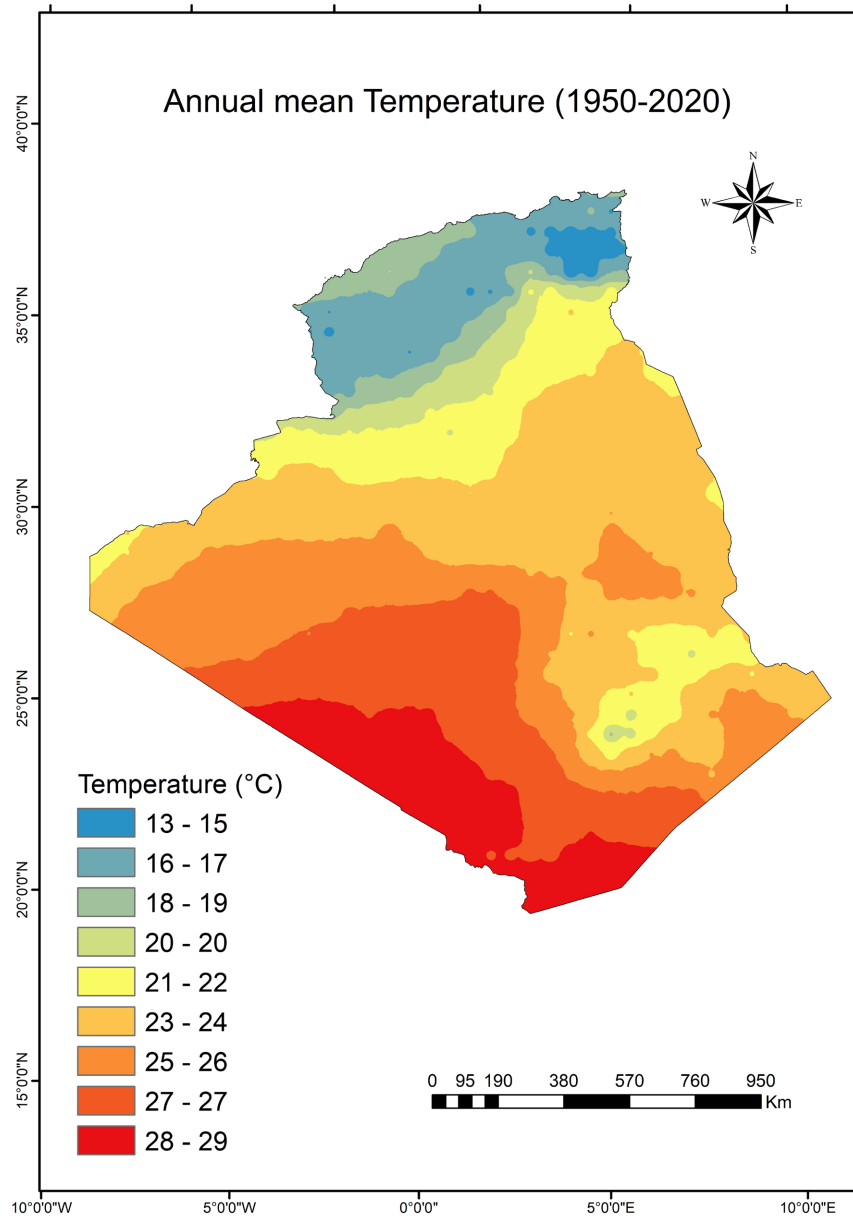 Annual mean Temperature (1950-2020)
N
W E
S
40°0'0"N
35°0'0"N
30°0'0"N
25°0'0"N
20°0'0"N
15°0'0"N
Temperature (°C)
13 - 15
16 - 17
18 - 19
20 - 20
21 - 22
23 - 24
25 - 26
27 - 27
28 - 29
0 95 190 380 570 760 950
Km
10°0'0"W 5°0'0"W 0°0'0" 5°0'0"E 10°0'0"E